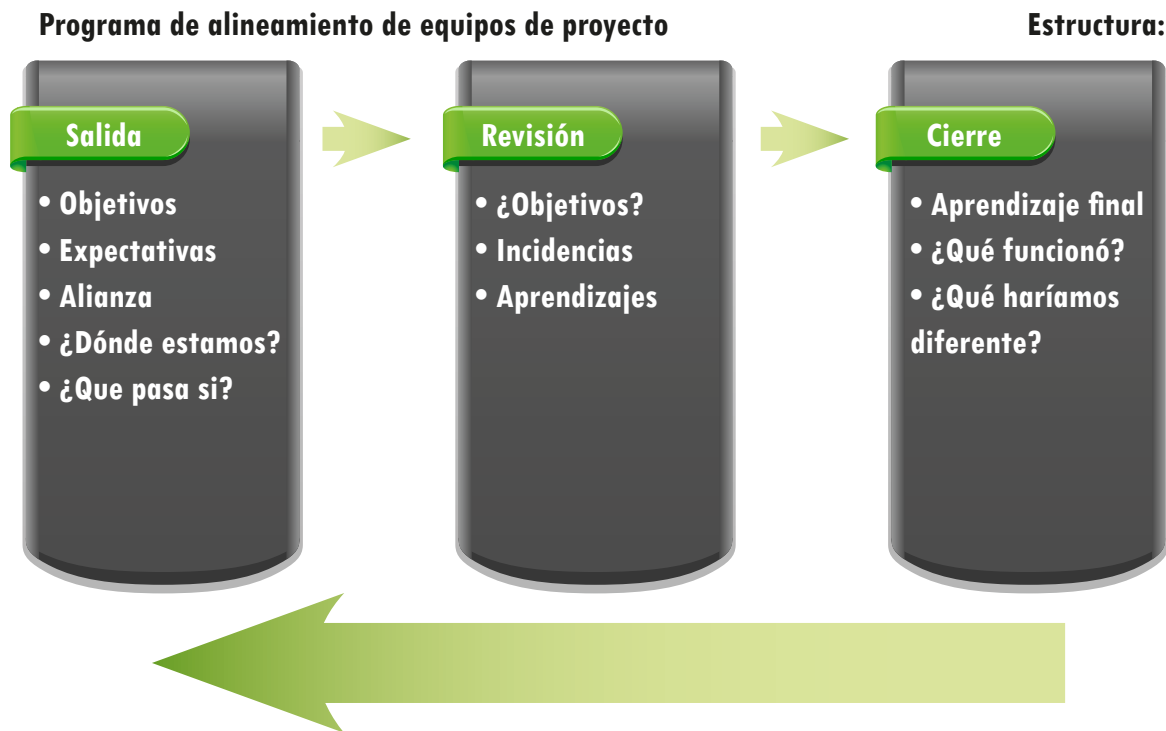 Programa de alineamiento de equipos de proyecto
Estructura:
Salida
• Objetivos
• Expectativas
• Alianza
• ¿Dónde estamos?
• ¿Que pasa si?
Revisión
• ¿Objetivos?
• Incidencias
• Aprendizajes
Cierre
• Aprendizaje final
• ¿Qué funcionó?
• ¿Qué haríamos
diferente?